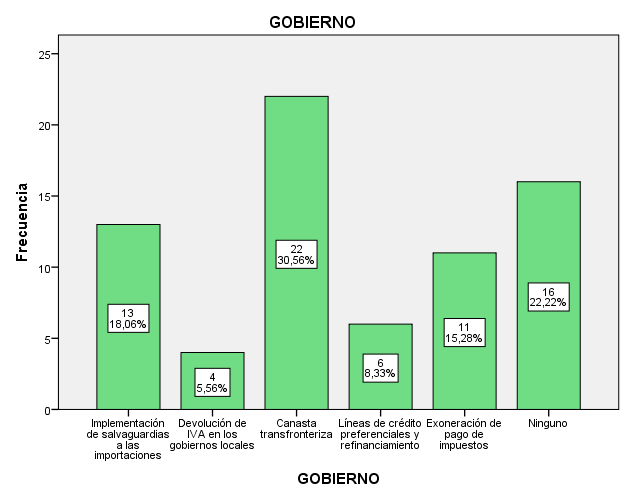 GOBIERNO
25
20
15
10
5
0
Frecuencia
13
18,06%
4
5,56%
22
30,56%
6
8,33%
11
15,28%
16
22,22%
Implementación
de salvaguardias
a las
importaciones
Devolución de
IVA en los
gobiernos locales
Canasta
transfronteriza
Líneas de crédito
preferenciales y
refinanciamiento
Exoneración de
pago de
impuestos
Ninguno
GOBIERNO